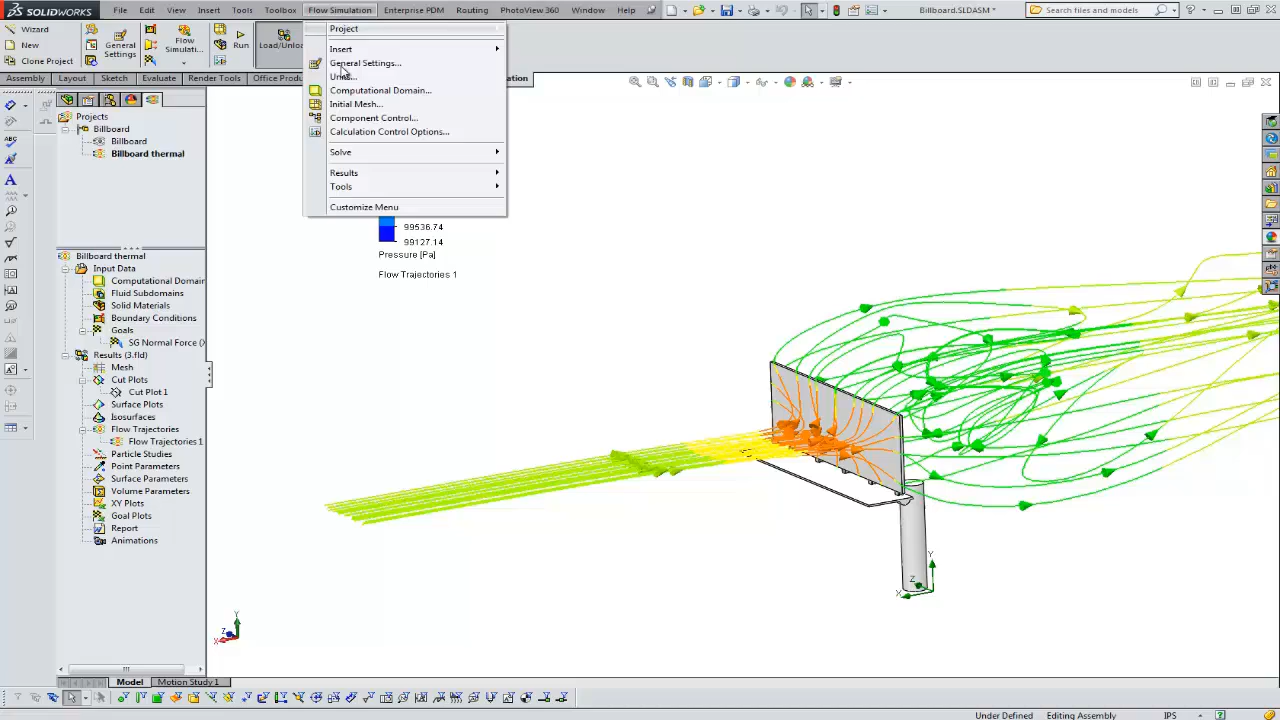 SOLIDWORKS File Edit View Insert Tools Toolbox Flow Simulation Enterprise PDM Routing PhotoView 360 Window Help Billboard.SLDASM * Search files and models
Wizard
New
Clone Project
General Settings
Flow Simulati...
Run
Load/Unlo
Project
Insert
General Settings...
Computational Domain...
Initial Mesh...
Component Control...
Calculation Control Options...
Solve
Results
Tools
Customize Menu
Assembly Layout Sketch Evaluate Render Tools Office Produ
Projects
Billboard
Billboard
Billboard thermal
Billboard thermal
Input Data
Computational Domain
Fluid Subdomains
Solid Materials
Boundary Conditions
Goals
SG Normal Force (
Results (3.fld)
Mesh
Cut Plots
Cut Plot 1
Surface Plots
Isosurfaces
Flow Trajectories
Flow Trajectories 1
Particle Studies
Point Parameters
Surface Parameters
Volume Parameters
XY Plots
Goal Plots
Report
Animations
99536.74
99127.14
Pressure [Pa]
Flow Trajectories 1
Y
Z
X
Y
Z
X
Model Motion Study 1
Under Defined Editing Assembly IPS